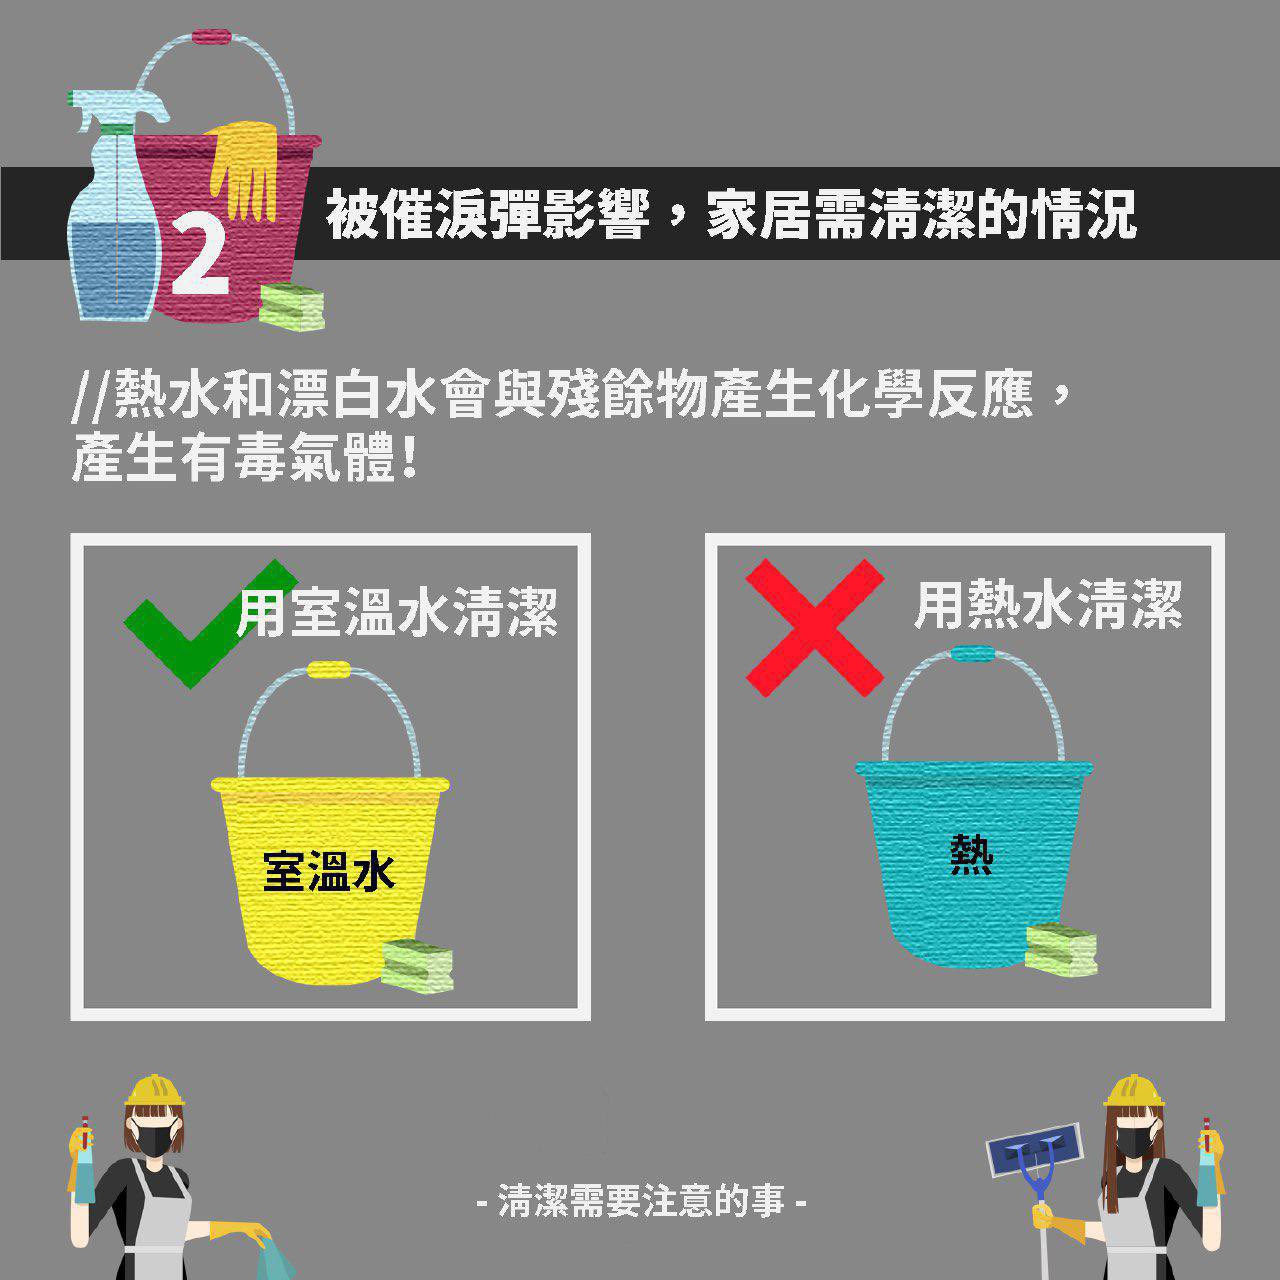 2
被催淚彈影響，家居需清潔的情況
//熱水和漂白水會與殘餘物產生化學反應，
產生有毒氣體！
用室溫水清潔
用熱水清潔
室溫水
熱
- 清潔需要注意的事 -